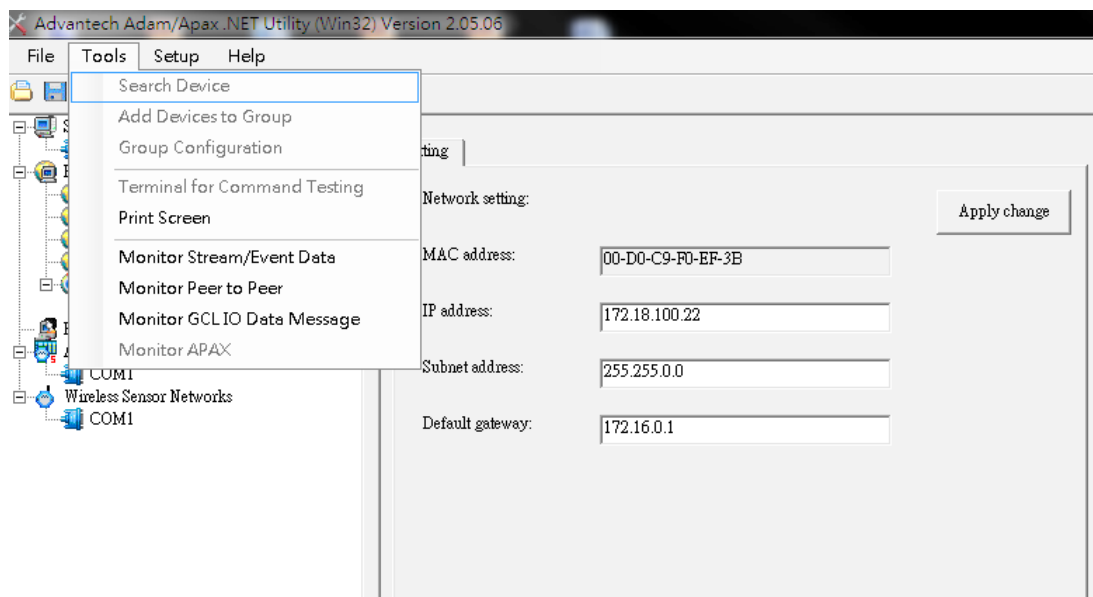 Advantech Adam/Apax .NET Utility (Win32) Version 2.05.06
File Tools Setup Help
Search Device
Add Devices to Group
Group Configuration
Terminal for Command Testing
Print Screen
Monitor Stream/Event Data
Monitor Peer to Peer
Monitor GCL IO Data Message
Monitor APAX
COM1
Wireless Sensor Networks
COM1
Network setting:
Apply change
MAC address: 00-D0-C9-F0-EF-3B
IP address: 172.18.100.22
Subnet address: 255.255.0.0
Default gateway: 172.16.0.1